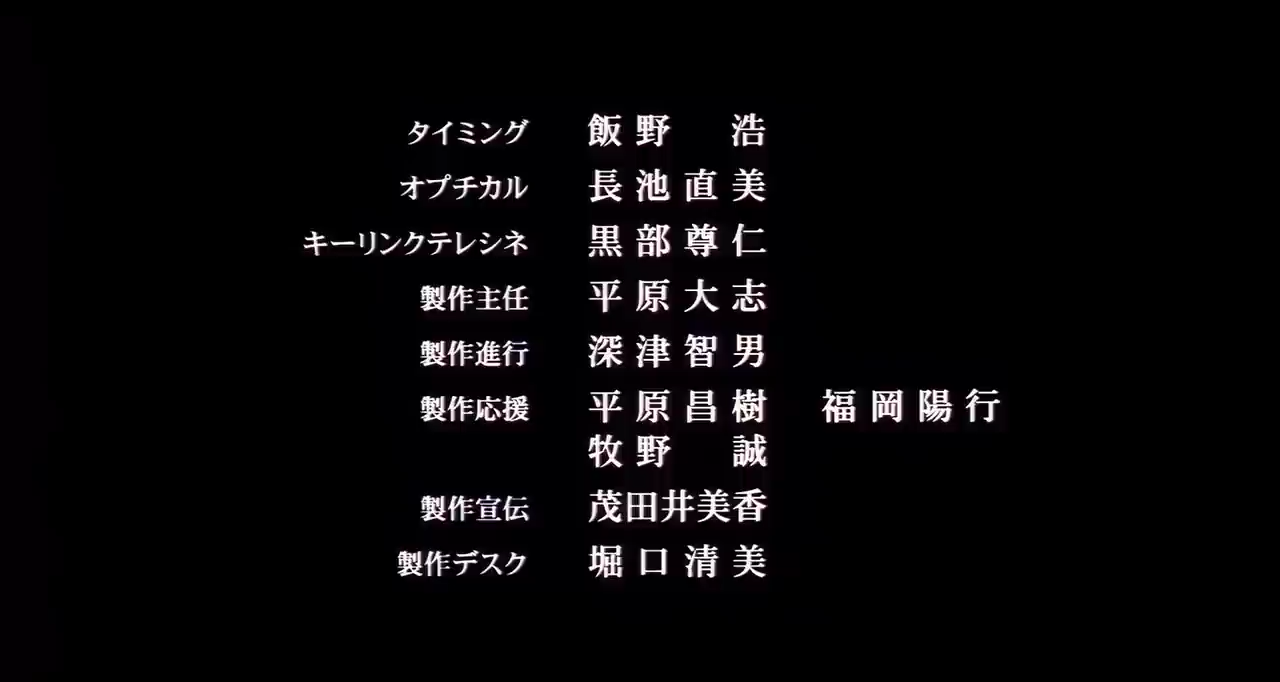 タイミング 飯野 浩
オプチカル 長池直美
キーリンクテレシネ 黒部尊仁
製作主任 平原大志
製作進行 深津智男
製作応援 平原昌樹 福岡陽行
牧野 誠
製作宣伝 茂田井美香
製作デスク 堀口清美